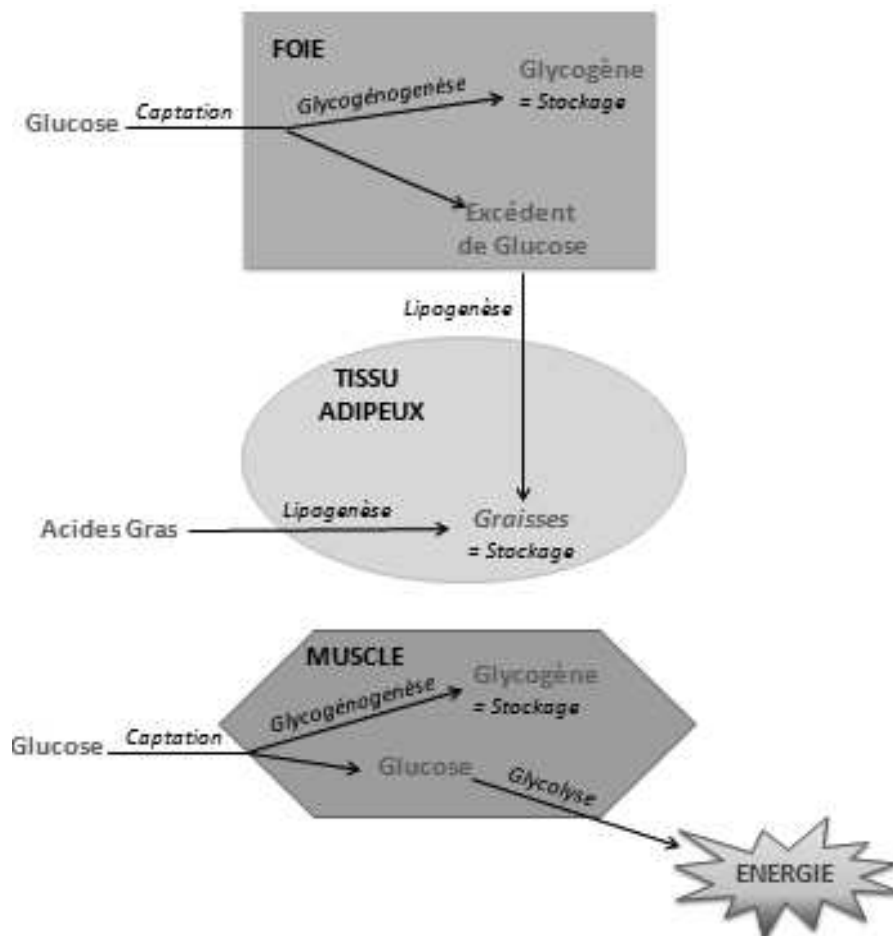 FOIE
Glycogène
= Stockage
Glycogénogenèse
Captation
Glucose
Excédent
de Glucose
Lipogenèse
TISSU
ADIPEUX
Lipogenèse
Acides Gras
Graisses
= Stockage
MUSCLE
Glycogène
= Stockage
Glycogénogenèse
Captation
Glucose
Glucose
Glycolyse
ENERGIE